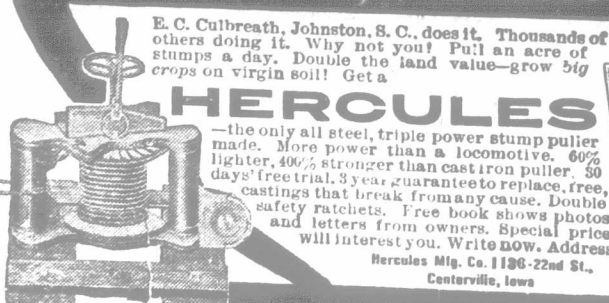 E. C. Culbreath, Johnston, S. C., does it. Thousands of
others doing it. Why not you! Pull an acre of
stumps a day. Double the land value—grow big
crops on virgin soil! Get a
HERCULES
—the only all steel, triple power stump puller
made. More power than a locomotive. 60%
lighter, 400% stronger than cast iron puller. 30
days' free trial. 3 year guarantee to replace, free,
castings that break from any cause. Double
safety ratchets. Free book shows photos
and letters from owners. Special price
will interest you. Write now. Address
Hercules Mfg. Co. 1136-22nd St.,
Centerville, Iowa